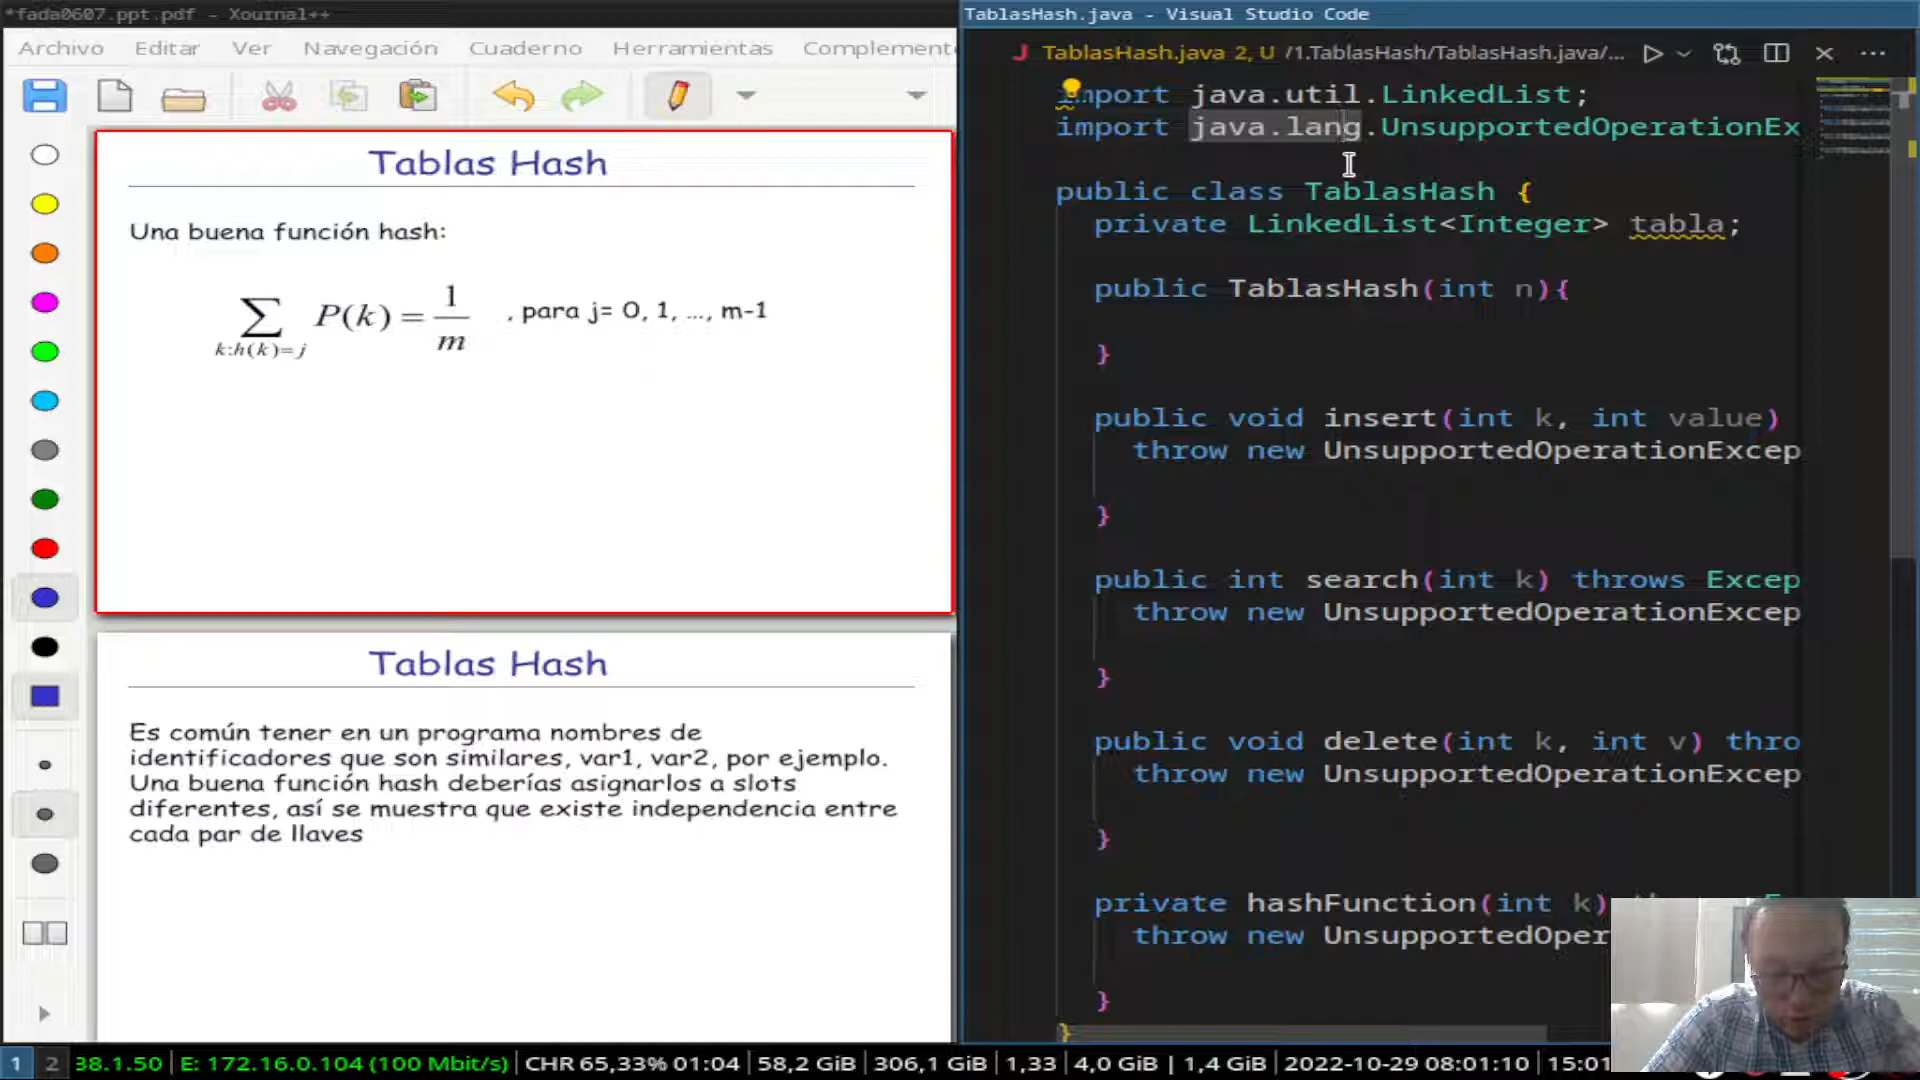 *fada0607.ppt.pdf - Xournal++
Archivo Editar Ver Navegación Cuaderno Herramientas Complement
Tablas Hash
Una buena función hash:
∑ P(k) = 1/m , para j= 0, 1, ..., m-1
k:h(k)=j
Tablas Hash
Es común tener en un programa nombres de
identificadores que son similares, var1, var2, por ejemplo.
Una buena función hash deberías asignarlos a slots
diferentes, así se muestra que existe independencia entre
cada par de llaves
TablasHash.java - Visual Studio Code
TablasHash.java 2, U /1.TablasHash/TablasHash.java/...
import java.util.LinkedList;
import java.lang.UnsupportedOperationEx
public class TablasHash {
private LinkedList<Integer> tabla;
public TablasHash(int n){
}
public void insert(int k, int value)
throw new UnsupportedOperationExcep
}
public int search(int k) throws Excep
throw new UnsupportedOperationExcep
}
public void delete(int k, int v) thro
throw new UnsupportedOperationExcep
}
private hashFunction(int k)
throw new UnsupportedOper
}
}
1 2 38.1.50 | E: 172.16.0.104 (100 Mbit/s) | CHR 65,33% 01:04 | 58,2 GiB | 306,1 GiB | 1,33 | 4,0 GiB | 1,4 GiB | 2022-10-29 08:01:10 | 15:01